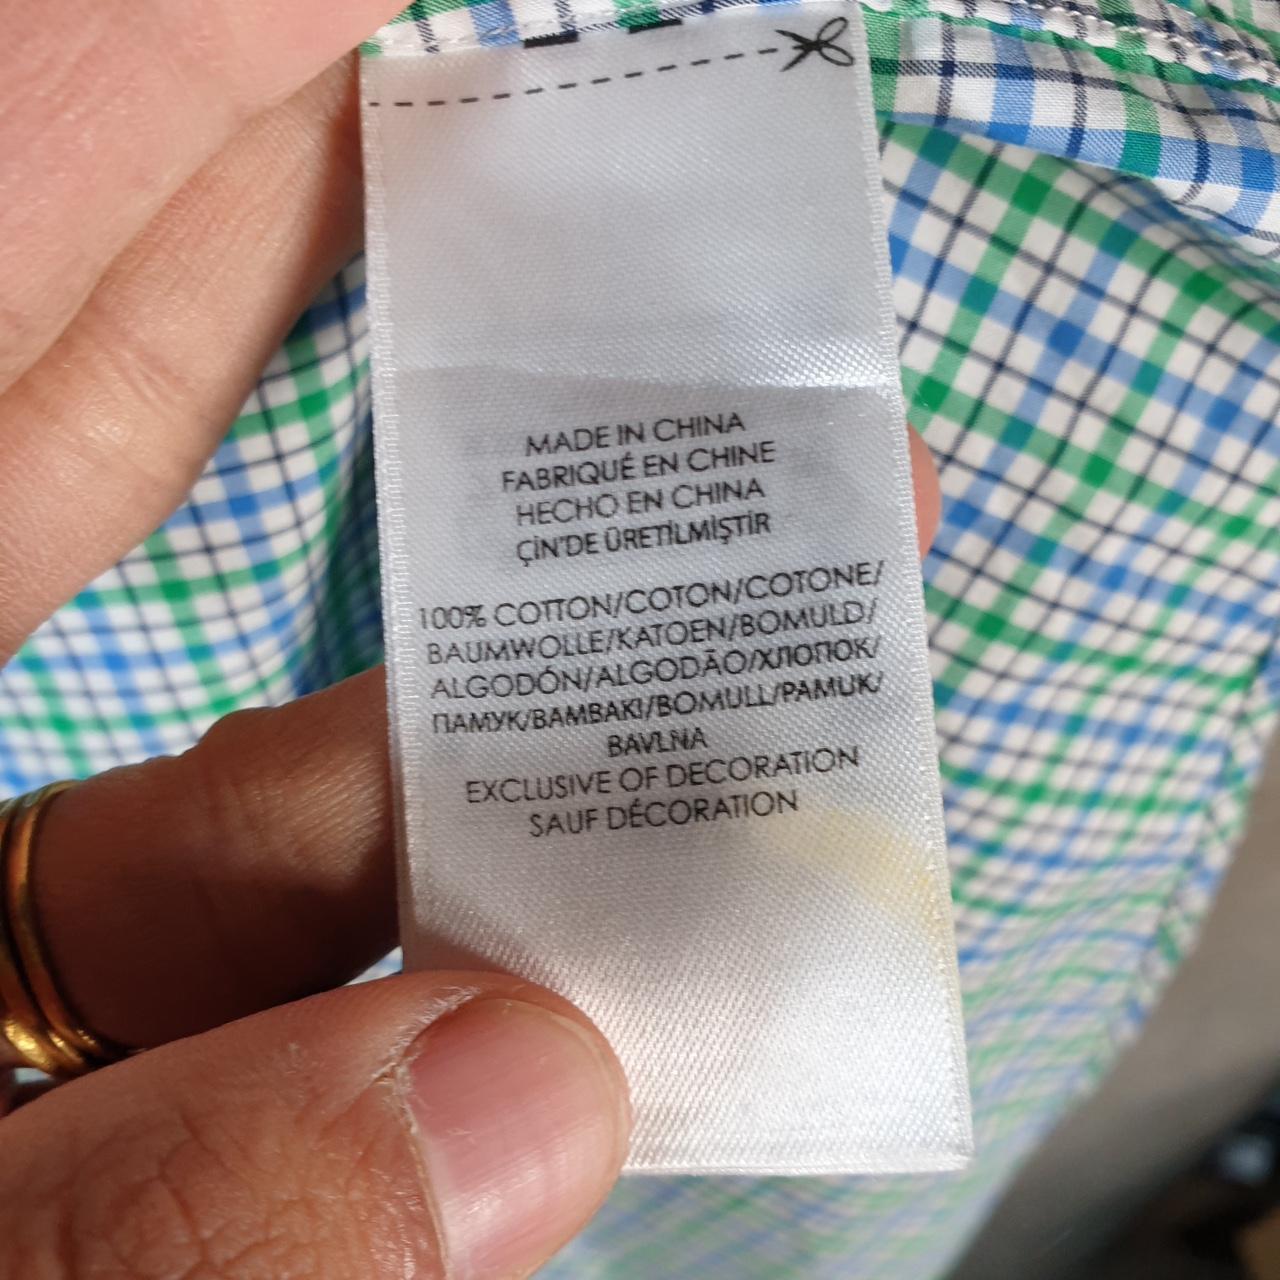 MADE IN CHINA
FABRIQUÉ EN CHINE
HECHO EN CHINA
ÇİN'DE ÜRETİLMİŞTİR
100% COTTON/COTON/COTONE/
BAUMWOLLE/KATOEN/BOMULD/
ALGODÓN/ALGODÃO/ХЛОПОК/
ПАМУК/BAMBAKI/BOMULL/PAMUK/
BAVLNA
EXCLUSIVE OF DECORATION
SAUF DÉCORATION